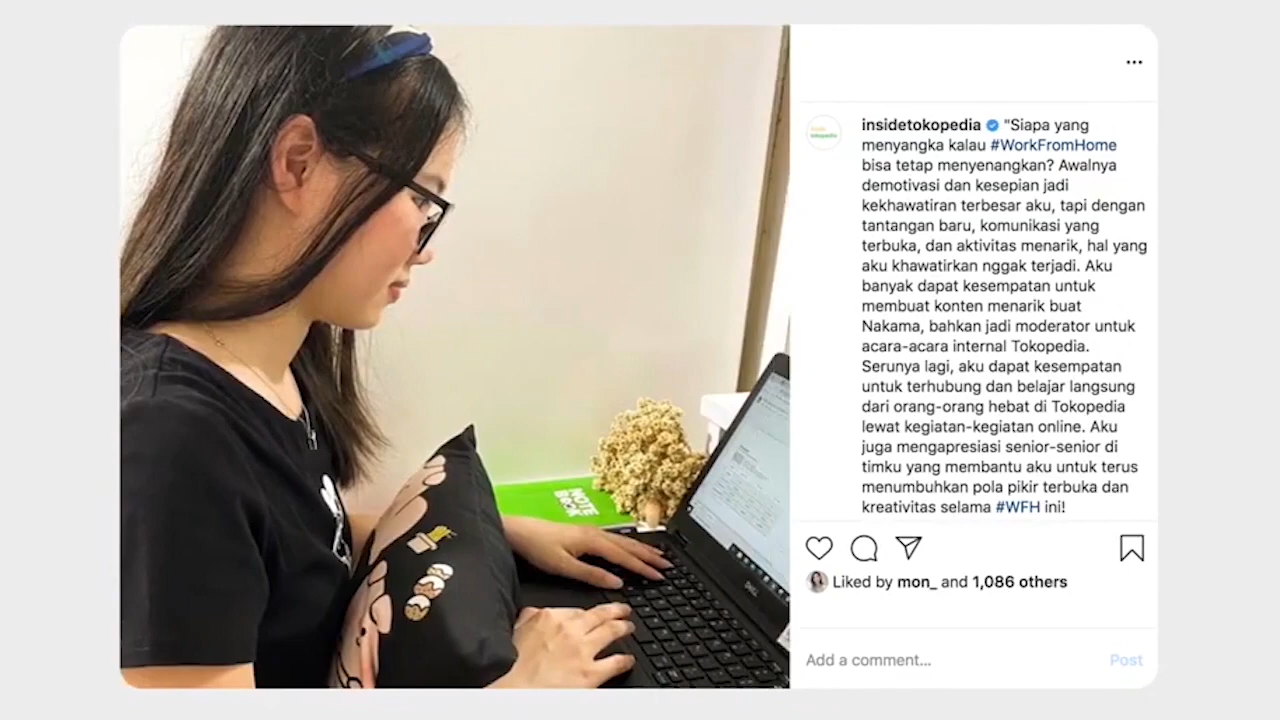 insidetokopedia "Siapa yang
menyangka kalau #WorkFromHome
bisa tetap menyenangkan? Awalnya
demotivasi dan kesepian jadi
kekhawatiran terbesar aku, tapi dengan
tantangan baru, komunikasi yang
terbuka, dan aktivitas menarik, hal yang
aku khawatirkan nggak terjadi. Aku
banyak dapat kesempatan untuk
membuat konten menarik buat
Nakama, bahkan jadi moderator untuk
acara-acara internal Tokopedia.
Serunya lagi, aku dapat kesempatan
untuk terhubung dan belajar langsung
dari orang-orang hebat di Tokopedia
lewat kegiatan-kegiatan online. Aku
juga mengapresiasi senior-senior di
timku yang membantu aku untuk terus
menumbuhkan pola pikir terbuka dan
kreativitas selama #WFH ini!
Liked by mon_ and 1,086 others
Add a comment... Post
NOTE
BOOK
DELL
tokopedia